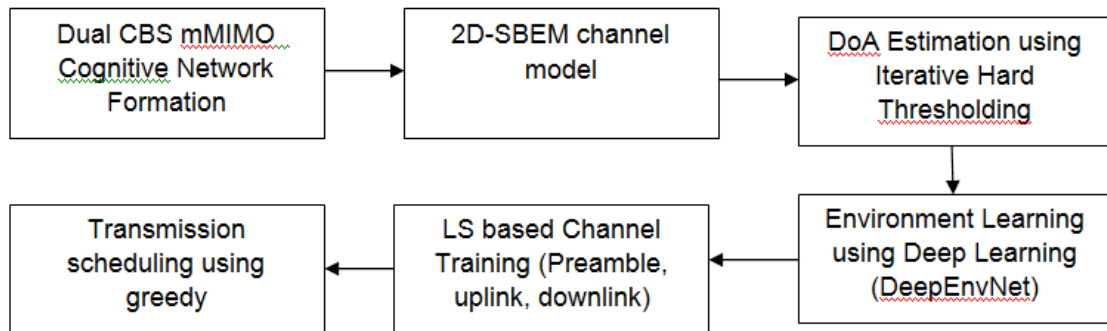 Dual CBS mMIMO
Cognitive Network
Formation
2D-SBEM channel
model
DoA Estimation using
Iterative Hard
Thresholding
Environment Learning
using Deep Learning
(DeepEnvNet)
LS based Channel
Training (Preamble,
uplink, downlink)
Transmission
scheduling using
greedy